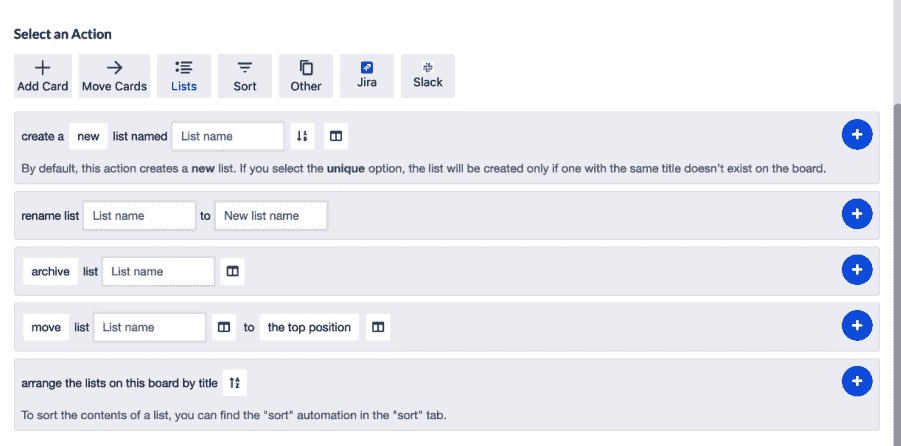 Select an Action
Add Card Move Cards Lists Sort Other Jira Slack
create a new list named List name
By default, this action creates a new list. If you select the unique option, the list will be created only if one with the same title doesn't exist on the board.
rename list List name to New list name
archive list List name
move list List name to the top position
arrange the lists on this board by title
To sort the contents of a list, you can find the "sort" automation in the "sort" tab.